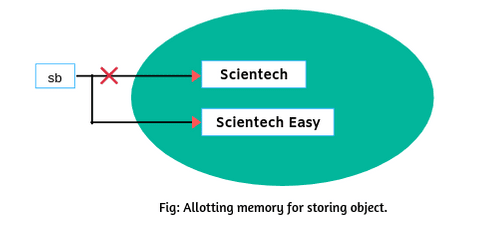 sb
Scientech
Scientech Easy
Fig: Allotting memory for storing object.